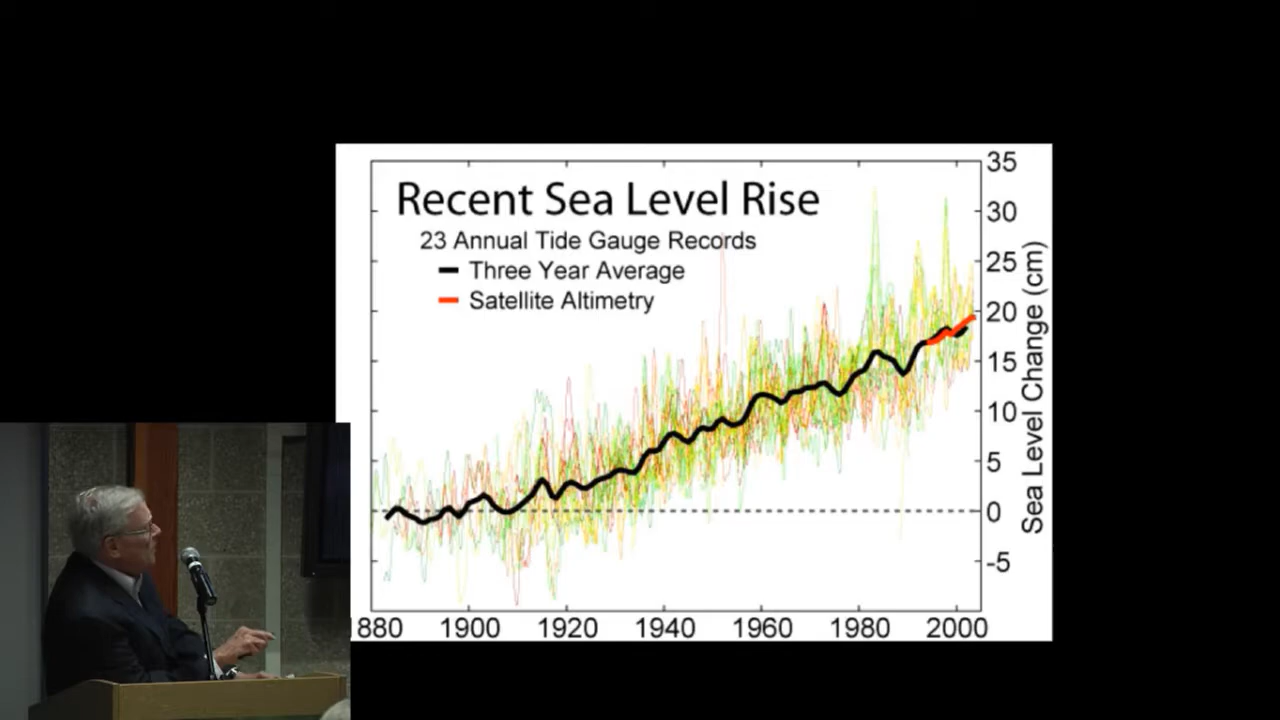 Recent Sea Level Rise
23 Annual Tide Gauge Records
Three Year Average
Satellite Altimetry
35
30
25
20
15
10
5
0
-5
Sea Level Change (cm)
880 1900 1920 1940 1960 1980 2000